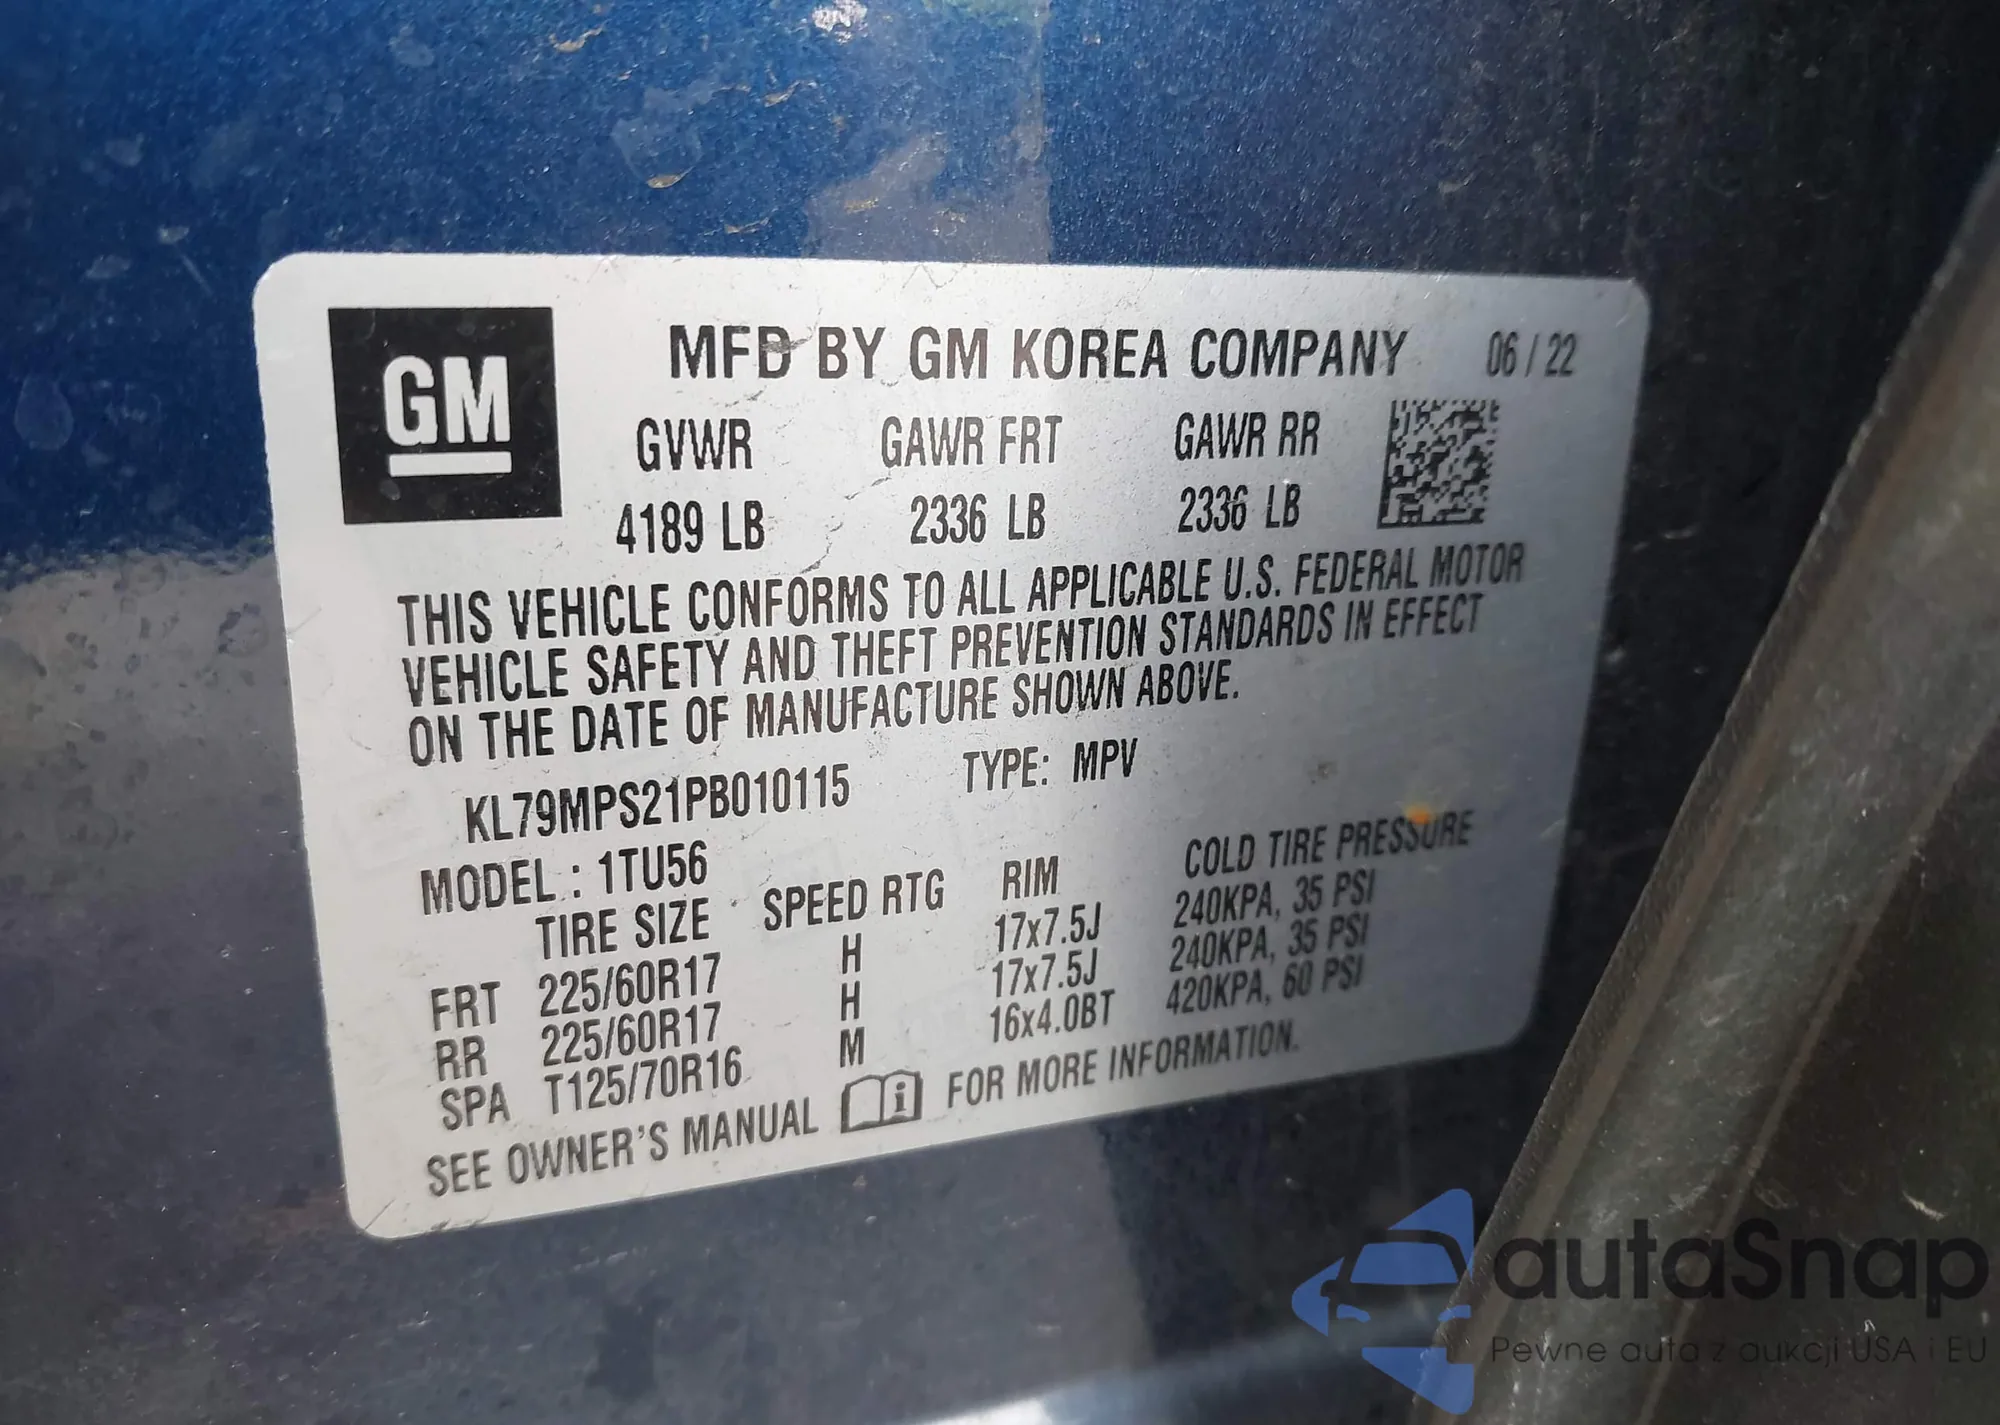 GM
MFD BY GM KOREA COMPANY 06/22
GVWR GAWR FRT GAWR RR
4189 LB 2336 LB 2336 LB
THIS VEHICLE CONFORMS TO ALL APPLICABLE U.S. FEDERAL MOTOR
VEHICLE SAFETY AND THEFT PREVENTION STANDARDS IN EFFECT
ON THE DATE OF MANUFACTURE SHOWN ABOVE.
KL79MPS21PB010115 TYPE: MPV
MODEL : 1TU56
TIRE SIZE SPEED RTG RIM COLD TIRE PRESSURE
FRT 225/60R17 H 17x7.5J 240KPA, 35 PSI
RR 225/60R17 H 17x7.5J 240KPA, 35 PSI
SPA T125/70R16 M 16x4.0BT 420KPA, 60 PSI
SEE OWNER'S MANUAL i FOR MORE INFORMATION.
autaSnap
Pewne auta z aukcji USA i EU